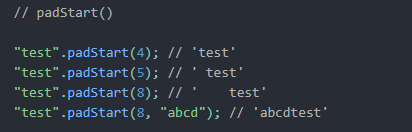 // padStart()
"test".padStart(4); // 'test'
"test".padStart(5); // ' test'
"test".padStart(8); // '    test'
"test".padStart(8, "abcd"); // 'abcdtest'